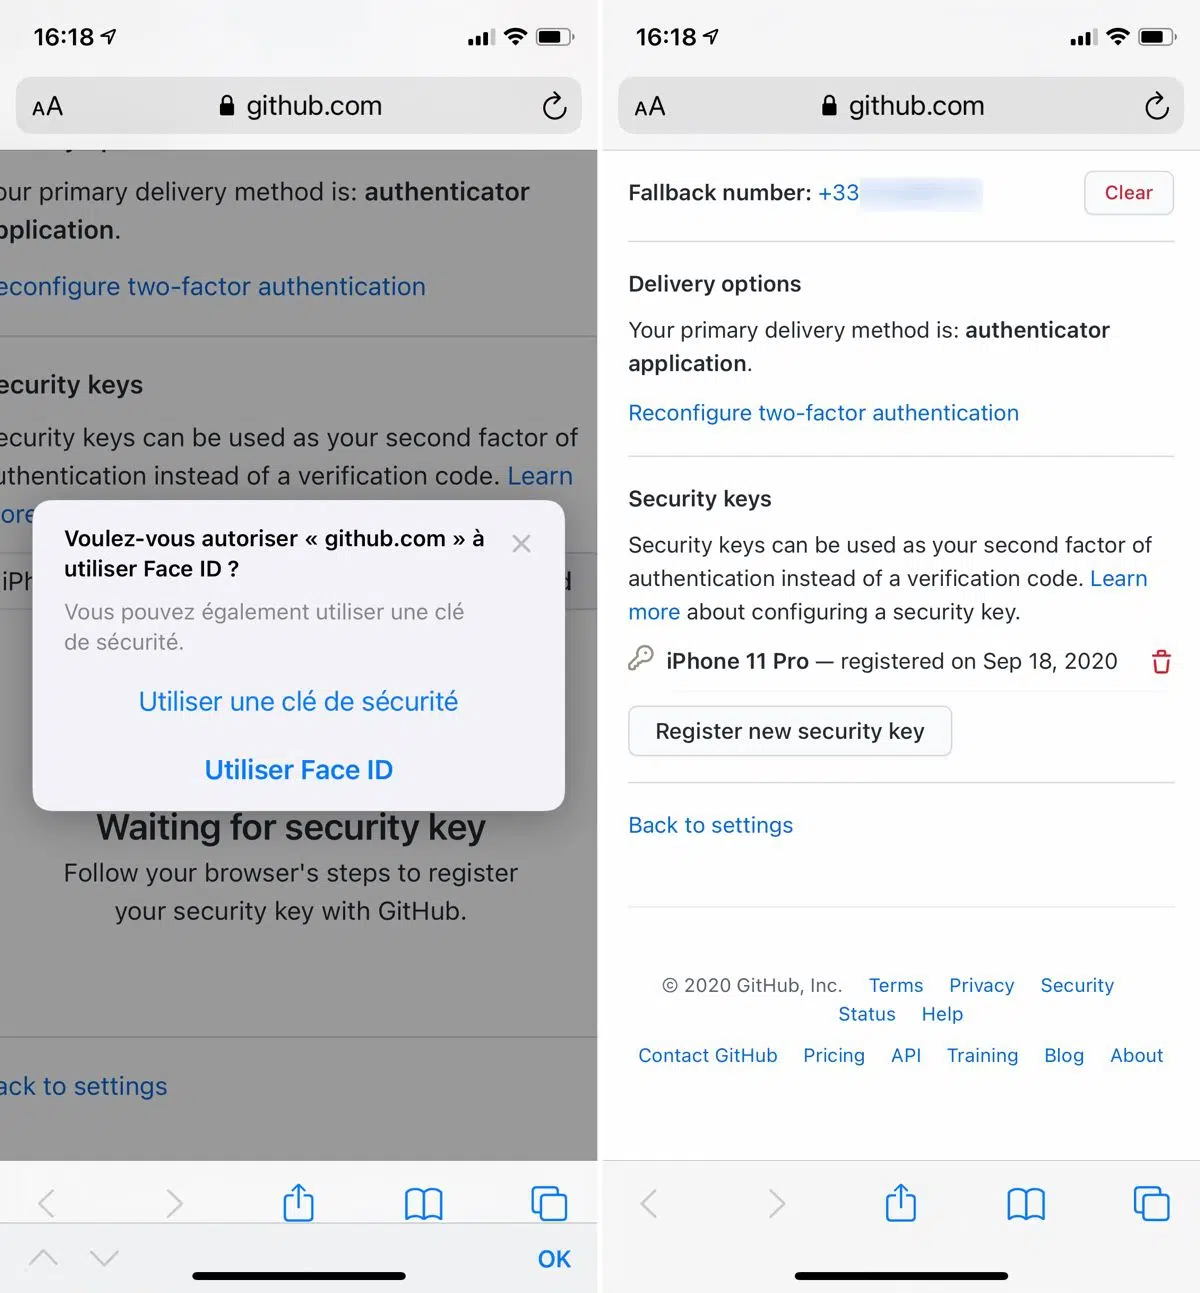 16:18
AA
github.com
our primary delivery method is: authenticator
pplication.
econfigure two-factor authentication
ecurity keys
ecurity keys can be used as your second factor of
uthentication instead of a verification code. Learn
ore
iPh
d
Voulez-vous autoriser « github.com » à
utiliser Face ID ?
Vous pouvez également utiliser une clé
de sécurité.
Utiliser une clé de sécurité
Utiliser Face ID
Waiting for security key
Follow your browser's steps to register
your security key with GitHub.
ack to settings
OK
16:18
AA
github.com
Fallback number: +33
Clear
Delivery options
Your primary delivery method is: authenticator
application.
Reconfigure two-factor authentication
Security keys
Security keys can be used as your second factor of
authentication instead of a verification code. Learn
more about configuring a security key.
iPhone 11 Pro — registered on Sep 18, 2020
Register new security key
Back to settings
© 2020 GitHub, Inc. Terms Privacy Security
Status Help
Contact GitHub Pricing API Training Blog About